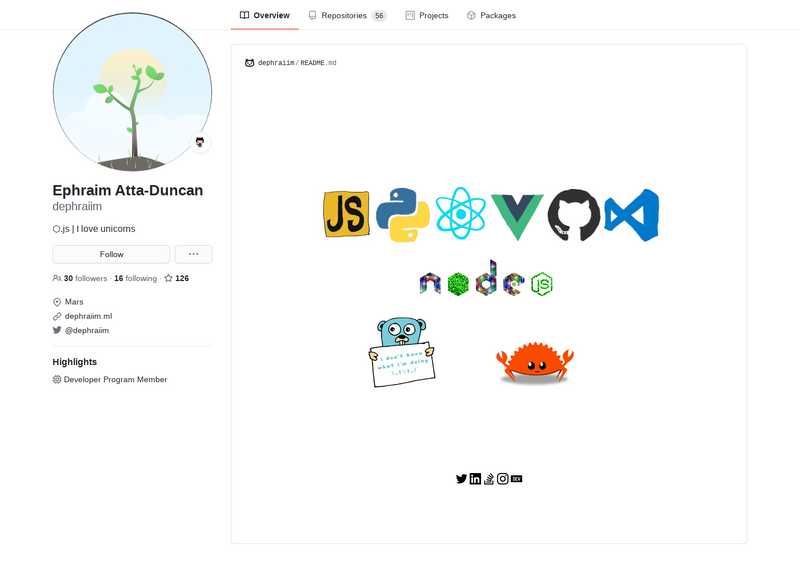 Overview
Repositories 56
Projects
Packages
dephraiim/README.md
Ephraim Atta-Duncan
dephraiim
.js | I love unicorns
Follow
30 followers · 16 following · 126
Mars
dephraiim.ml
@dephraiim
Highlights
Developer Program Member
JS
node
JS
I don't know
what I'm doing
DEV